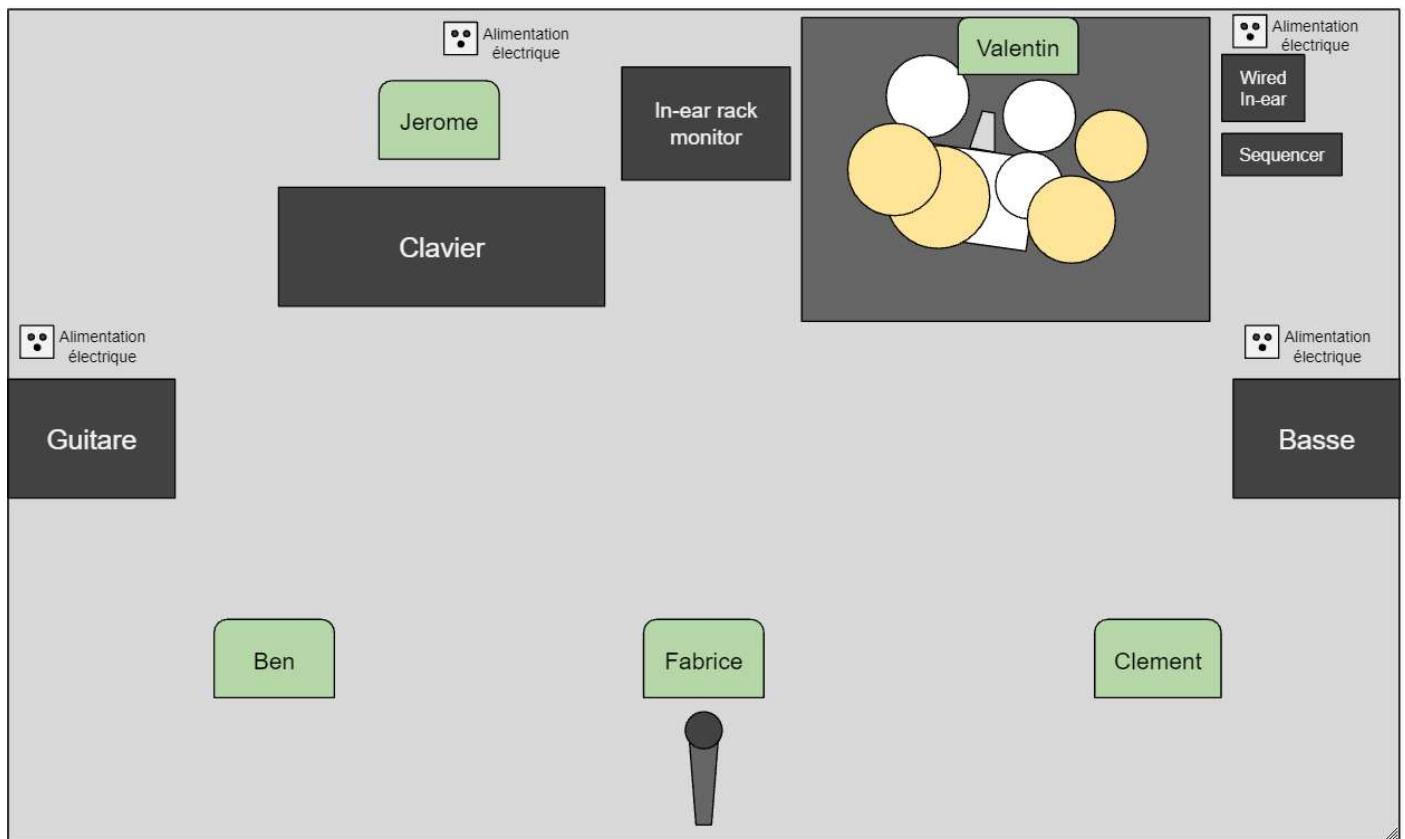 Alimentation
électrique
Valentin
Alimentation
électrique
Jerome
In-ear rack
monitor
Wired
In-ear
Sequencer
Clavier
Alimentation
électrique
Alimentation
électrique
Guitare
Basse
Ben
Fabrice
Clement